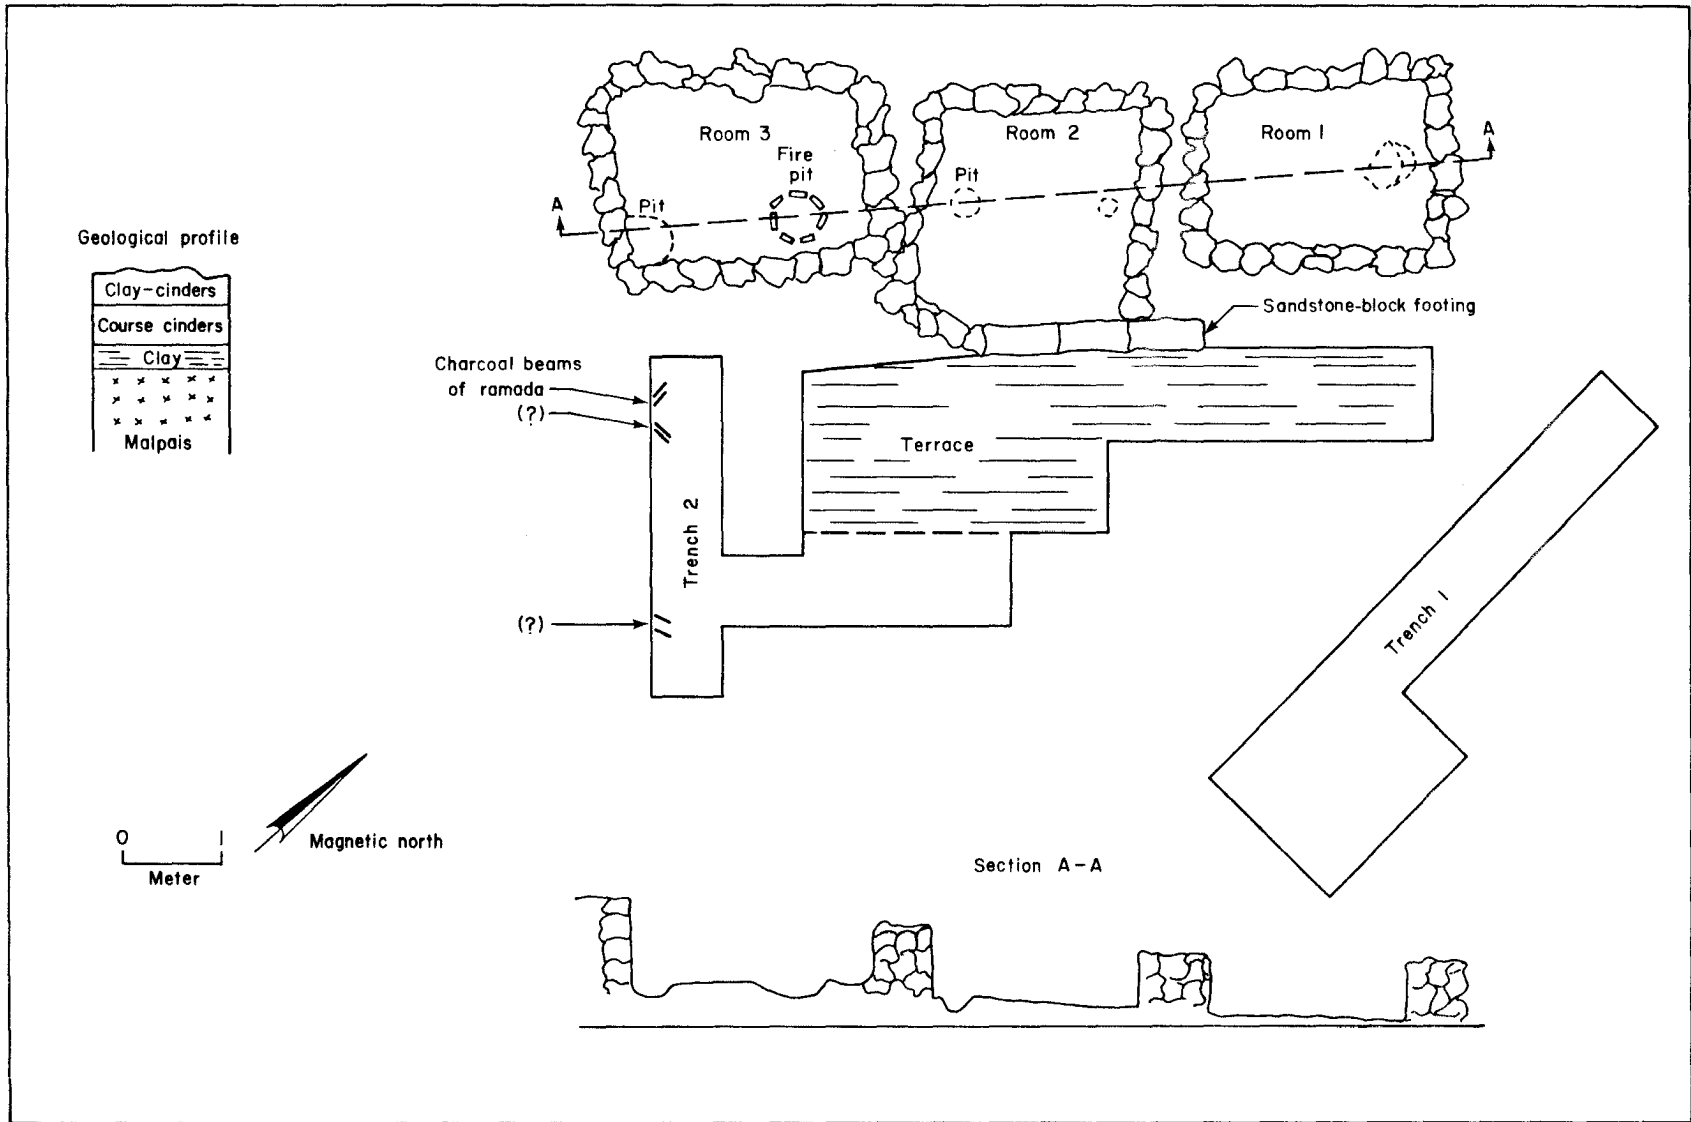 Room 3
Room 2
Room 1
A
Fire
pit
Pit
Pit
A
Geological profile
Clay-cinders
Course cinders
Clay
Malpais
Sandstone-block footing
Charcoal beams
of ramada
(?)
Terrace
Trench 2
(?)
Trench 1
0 1
Meter
Magnetic north
Section A-A